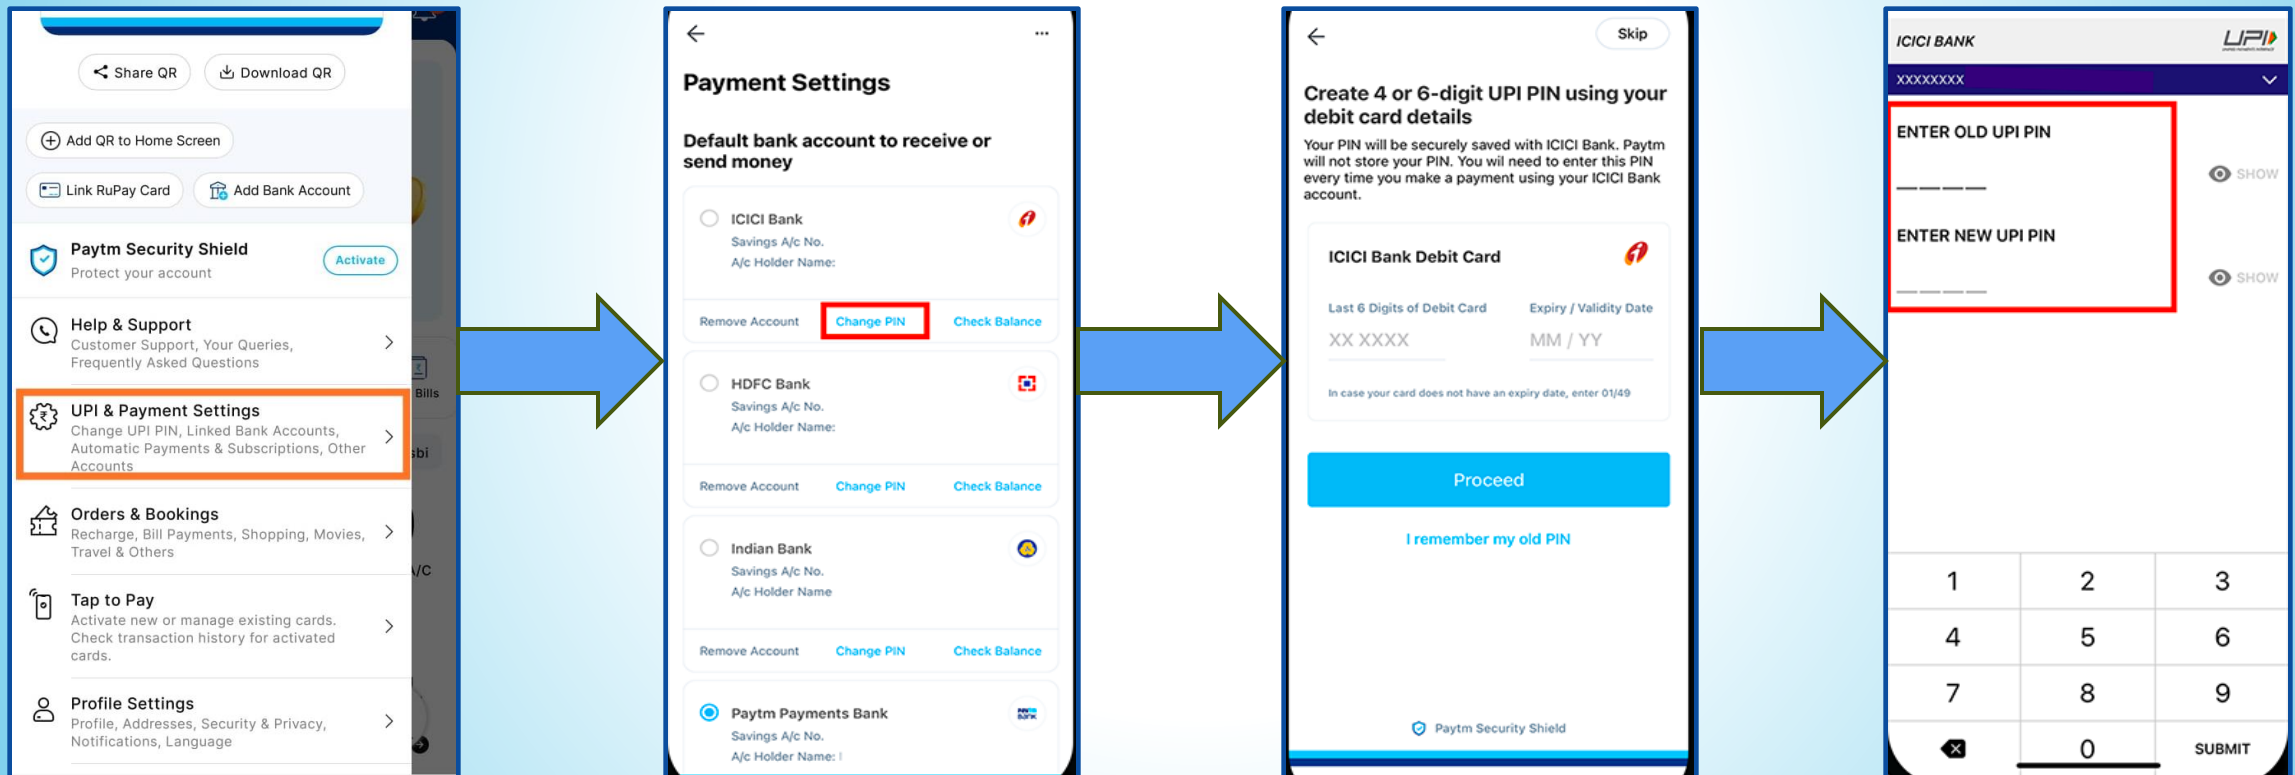 Share QR
Download QR
Add QR to Home Screen
Link RuPay Card
Add Bank Account
Paytm Security Shield
Protect your account
Activate
Help & Support
Customer Support, Your Queries,
Frequently Asked Questions
UPI & Payment Settings
Change UPI PIN, Linked Bank Accounts,
Automatic Payments & Subscriptions, Other
Accounts
Orders & Bookings
Recharge, Bill Payments, Shopping, Movies,
Travel & Others
Tap to Pay
Activate new or manage existing cards.
Check transaction history for activated
cards.
Profile Settings
Profile, Addresses, Security & Privacy,
Notifications, Language
Bills
sbi
A/C
Payment Settings
Default bank account to receive or
send money
ICICI Bank
Savings A/c No.
A/c Holder Name:
Remove Account
Change PIN
Check Balance
HDFC Bank
Savings A/c No.
A/c Holder Name:
Remove Account
Change PIN
Check Balance
Indian Bank
Savings A/c No.
A/c Holder Name
Remove Account
Change PIN
Check Balance
Paytm Payments Bank
Savings A/c No.
A/c Holder Name:
Skip
Create 4 or 6-digit UPI PIN using your
debit card details
Your PIN will be securely saved with ICICI Bank. Paytm
will not store your PIN. You wil need to enter this PIN
every time you make a payment using your ICICI Bank
account.
ICICI Bank Debit Card
Last 6 Digits of Debit Card
Expiry / Validity Date
XX XXXX
MM / YY
In case your card does not have an expiry date, enter 01/49
Proceed
I remember my old PIN
Paytm Security Shield
ICICI BANK
UPI
XXXXXXXX
ENTER OLD UPI PIN
SHOW
ENTER NEW UPI PIN
SHOW
1 2 3
4 5 6
7 8 9
0 SUBMIT